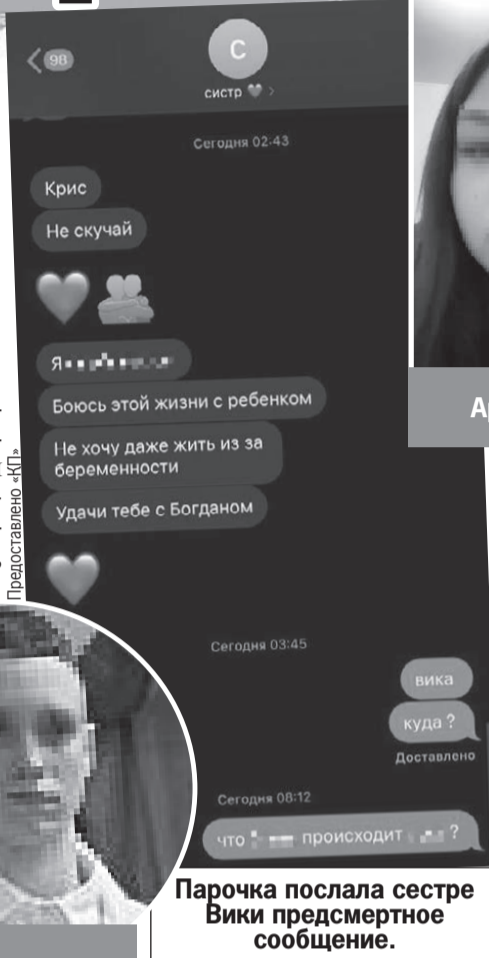 98
С
систр
Сегодня 02:43
Крис
Не скучай
Я
Боюсь этой жизни с ребенком
Не хочу даже жить из за
беременности
Удачи тебе с Богданом
Сегодня 03:45
вика
куда ?
Доставлено
Сегодня 08:12
что происходит ?
Предоставлено «КП»
Парочка послала сестре
Вики предсмертное
сообщение.